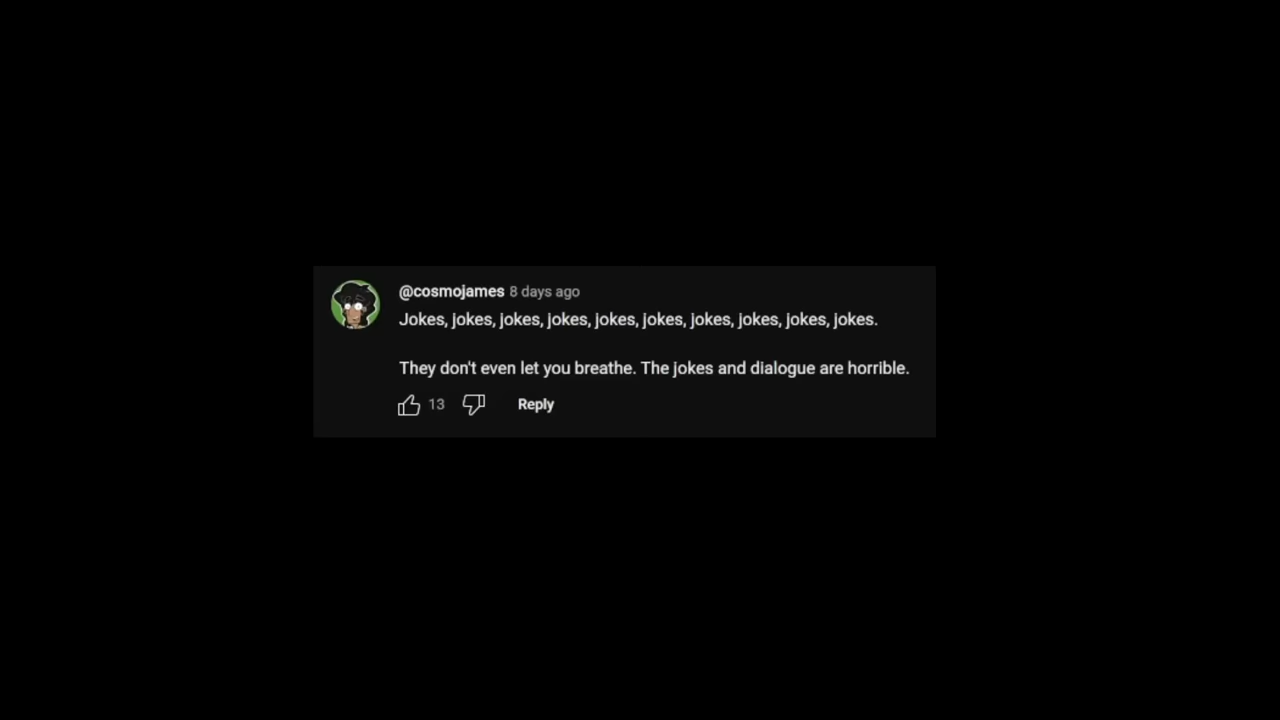 @cosmojames 8 days ago
Jokes, jokes, jokes, jokes, jokes, jokes, jokes, jokes, jokes, jokes.
They don't even let you breathe. The jokes and dialogue are horrible.
13 Reply